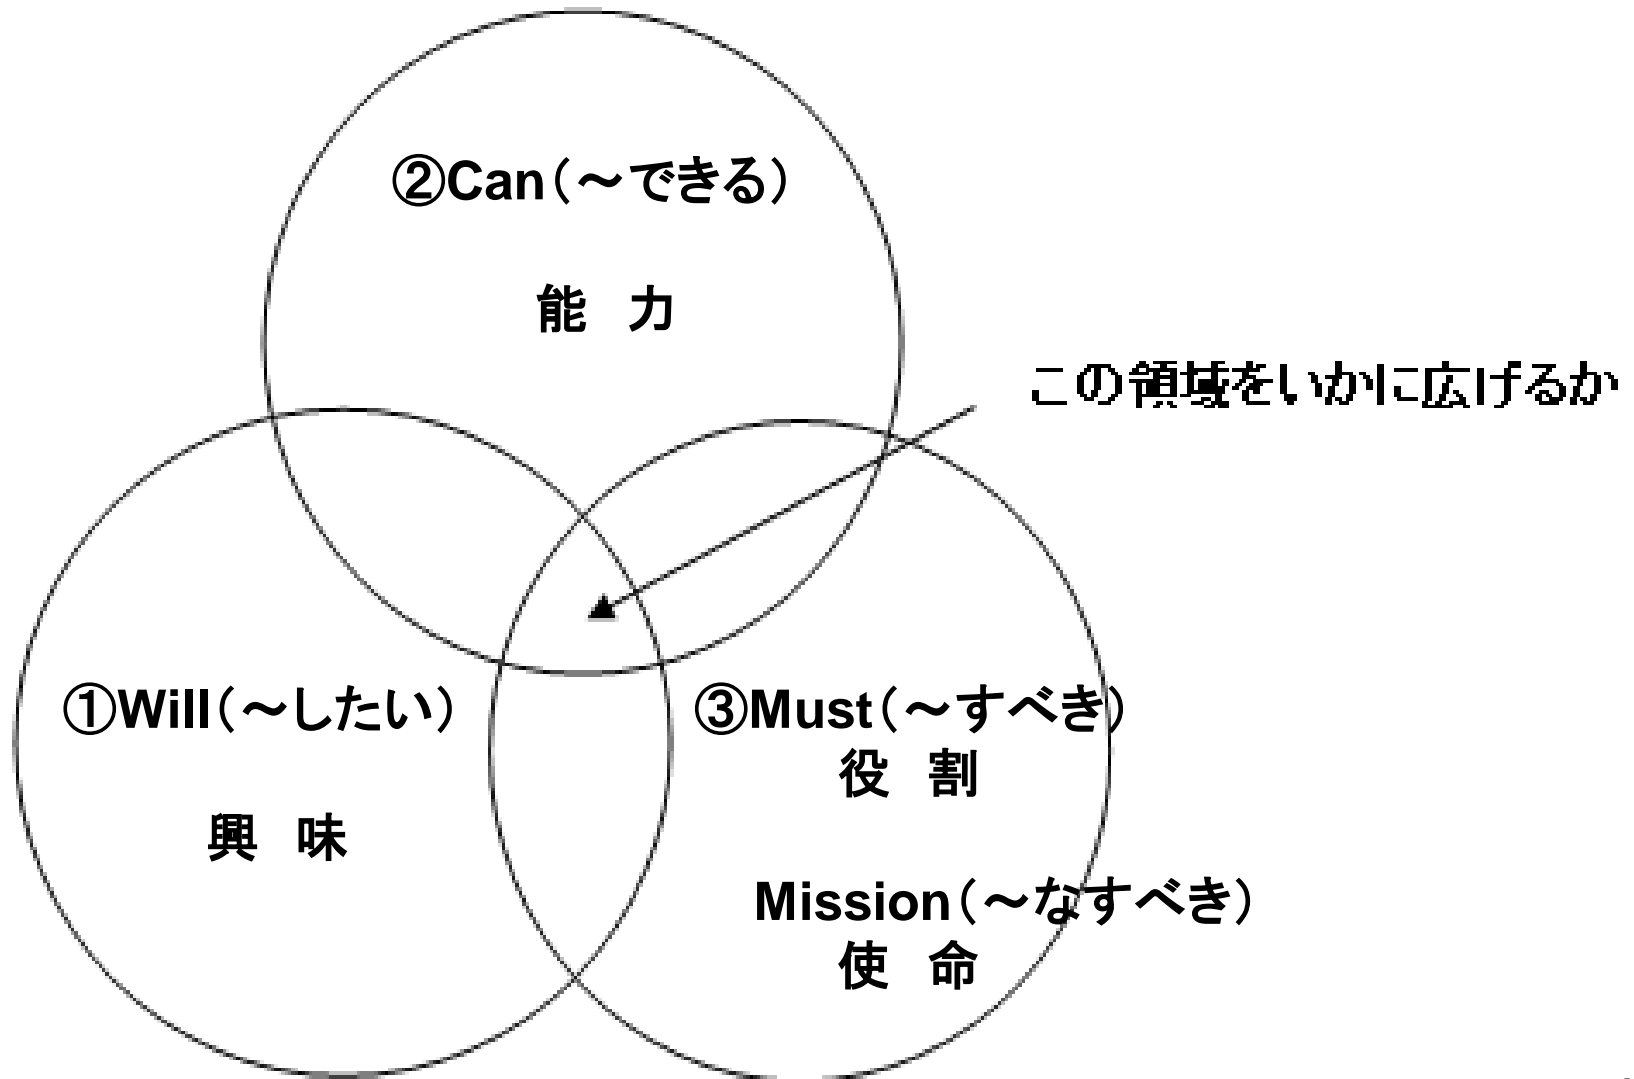 ②Can（～できる）
能　力
この領域をいかに広げるか
①Will（～したい）
興　味
③Must（～すべき）
役　割
Mission（～なすべき）
使　命